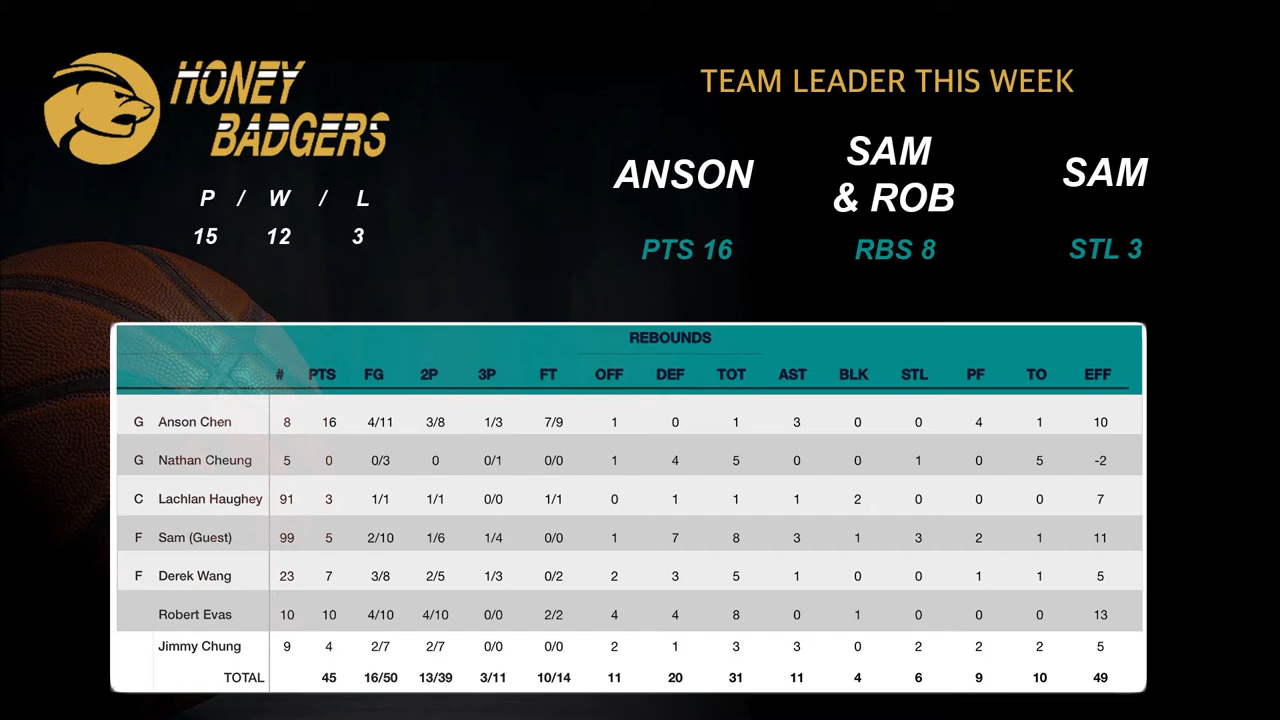 HONEY
BADGERS
P / W / L
15 12 3
TEAM LEADER THIS WEEK
ANSON
PTS 16
SAM
& ROB
RBS 8
SAM
STL 3
REBOUNDS
# PTS FG 2P 3P FT OFF DEF TOT AST BLK STL PF TO EFF
G Anson Chen 8 16 4/11 3/8 1/3 7/9 1 0 1 3 0 0 4 1 10
G Nathan Cheung 5 0 0/3 0 0/1 0/0 1 4 5 0 0 1 0 5 -2
C Lachlan Haughey 91 3 1/1 1/1 0/0 1/1 0 1 1 1 2 0 0 0 7
F Sam (Guest) 99 5 2/10 1/6 1/4 0/0 1 7 8 3 1 3 2 1 11
F Derek Wang 23 7 3/8 2/5 1/3 0/2 2 3 5 1 0 0 1 1 5
Robert Evas 10 10 4/10 4/10 0/0 2/2 4 4 8 0 1 0 0 0 13
Jimmy Chung 9 4 2/7 2/7 0/0 0/0 2 1 3 3 0 2 2 2 5
TOTAL 45 16/50 13/39 3/11 10/14 11 20 31 11 4 6 9 10 49